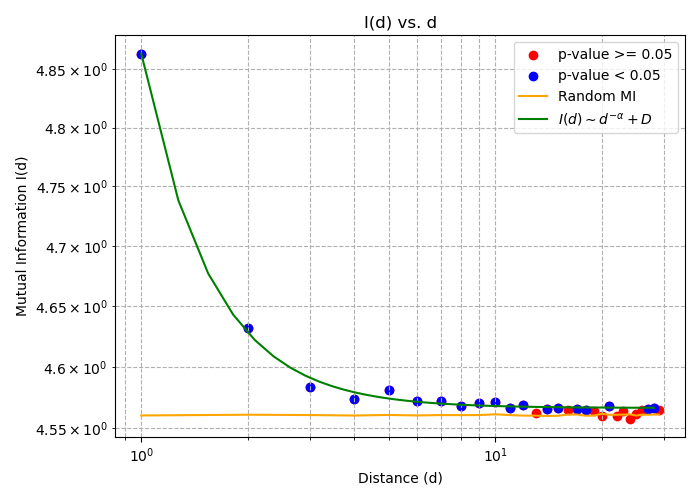 I(d) vs. d
Mutual Information I(d)
4.85 × 10⁰
4.8 × 10⁰
4.75 × 10⁰
4.7 × 10⁰
4.65 × 10⁰
4.6 × 10⁰
4.55 × 10⁰
p-value >= 0.05
p-value < 0.05
Random MI
I(d) ~ d^{-α} + D
10⁰
10¹
Distance (d)